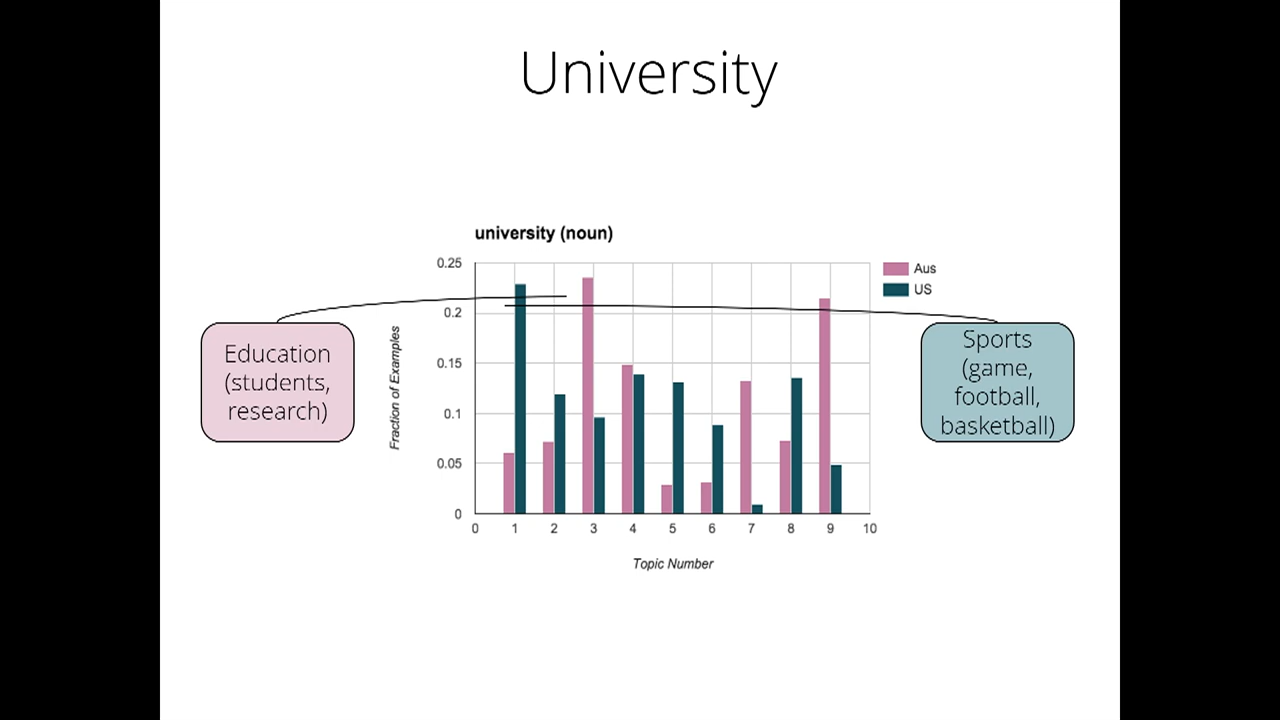 University
university (noun)
0.25
0.2
0.15
0.1
0.05
0
Fraction of Examples
0 1 2 3 4 5 6 7 8 9 10
Topic Number
Aus
US
Education
(students,
research)
Sports
(game,
football,
basketball)